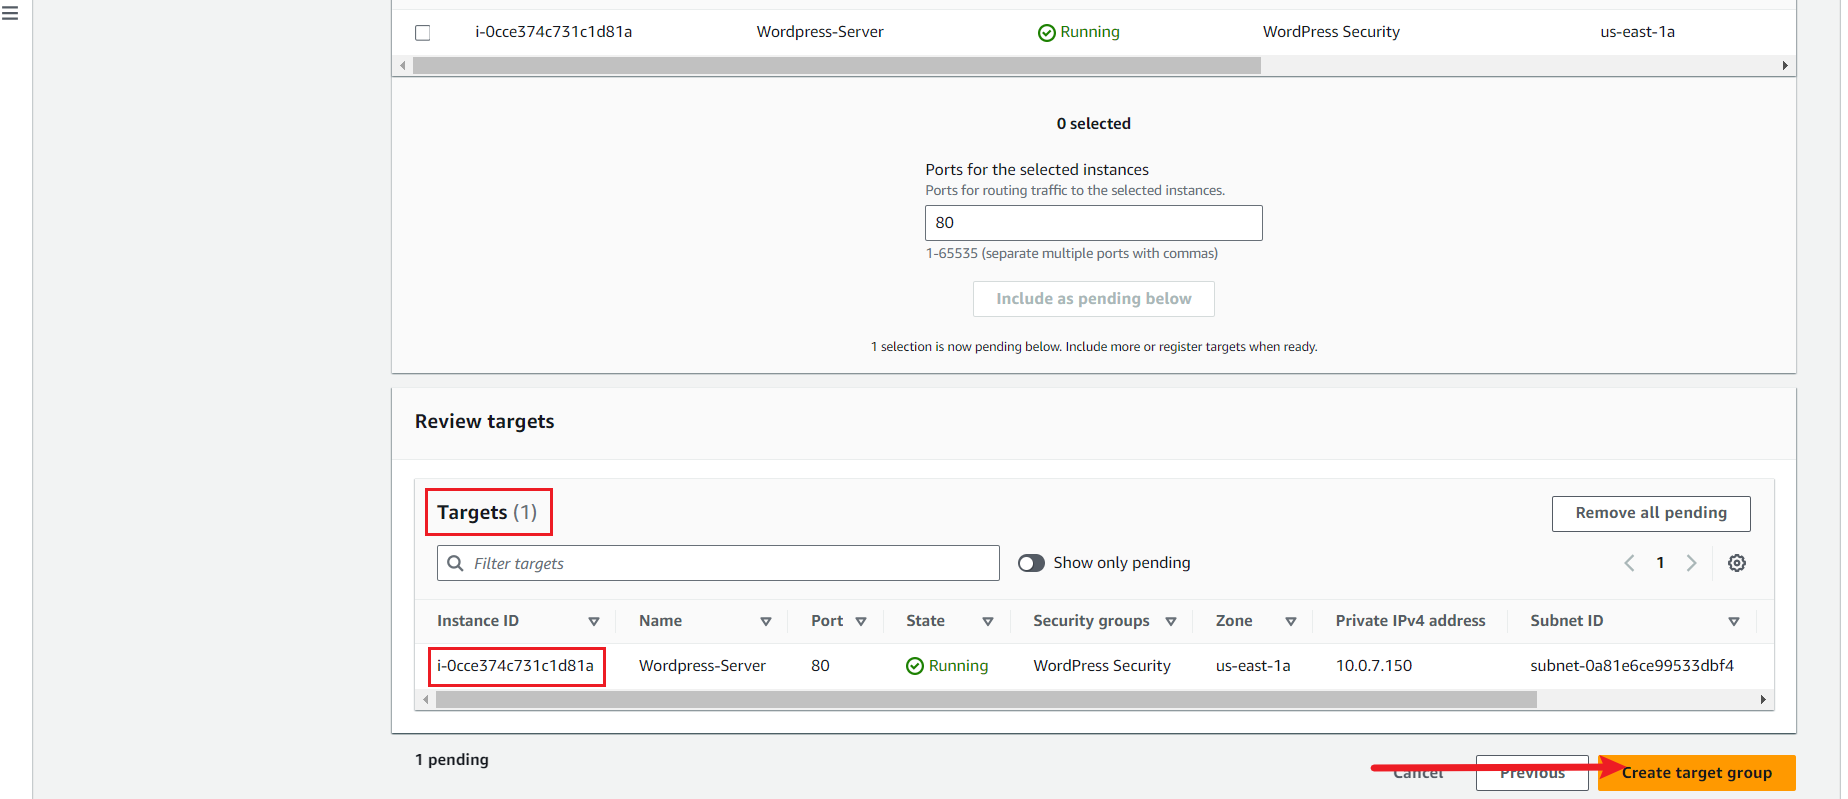 i-0cce374c731c1d81a Wordpress-Server Running WordPress Security us-east-1a
0 selected
Ports for the selected instances
Ports for routing traffic to the selected instances.
80
1-65535 (separate multiple ports with commas)
Include as pending below
1 selection is now pending below. Include more or register targets when ready.
Review targets
Targets (1)
Remove all pending
Filter targets
Show only pending
1
Instance ID Name Port State Security groups Zone Private IPv4 address Subnet ID
i-0cce374c731c1d81a Wordpress-Server 80 Running WordPress Security us-east-1a 10.0.7.150 subnet-0a81e6ce99533dbf4
1 pending
Cancel Previous Create target group